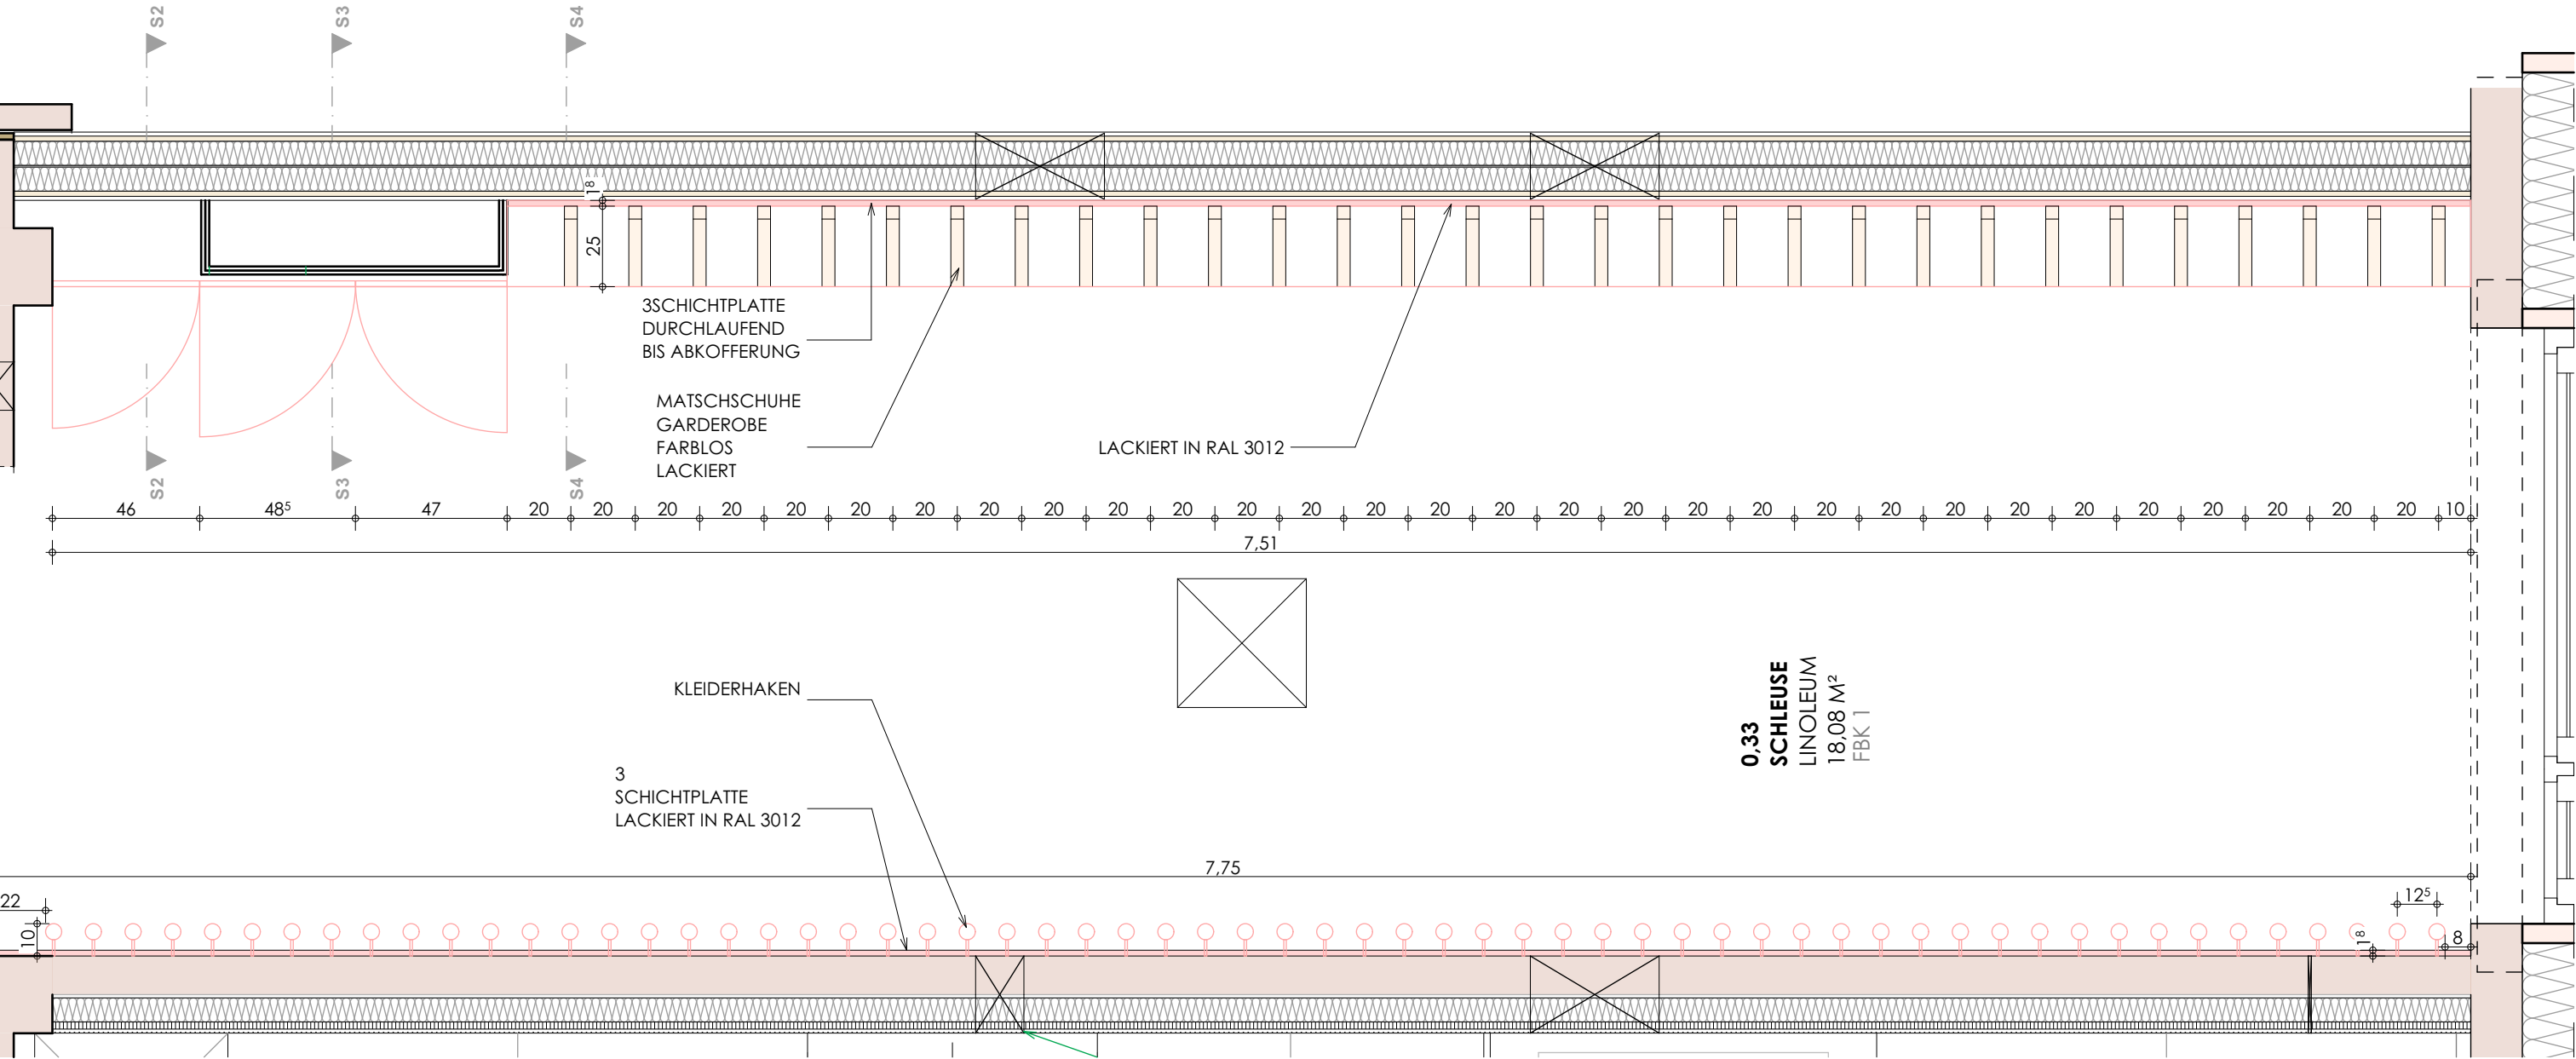 S2 S3 S4
1⁸
25
3SCHICHTPLATTE
DURCHLAUFEND
BIS ABKOFFERUNG
MATSCHSCHUHE
GARDEROBE
FARBLOS
LACKIERT
LACKIERT IN RAL 3012
S2 S3 S4
46 48⁵ 47 20 20 20 20 20 20 20 20 20 20 20 20 20 20 20 20 20 20 20 20 20 20 20 20 20 20 20 20 20 20 10
7,51
KLEIDERHAKEN
3
SCHICHTPLATTE
LACKIERT IN RAL 3012
0,33
SCHLEUSE
LINOLEUM
18,08 M²
FBK 1
7,75
22
10
12⁵
1⁸
8